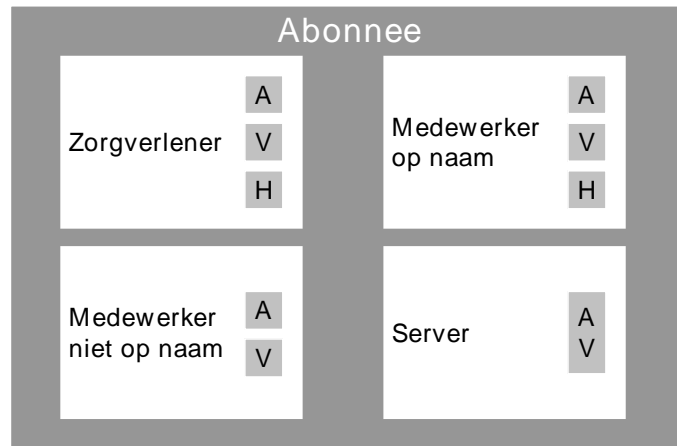 Abonnee
Zorgverlener
A
V
H
Medewerker
op naam
A
V
H
Medewerker
niet op naam
A
V
Server
A
V